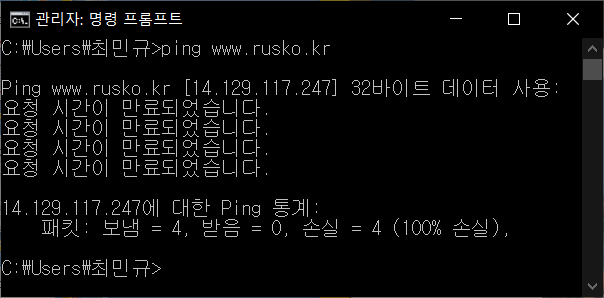 관리자: 명령 프롬프트
C:\Users\최민규>ping www.rusko.kr
Ping www.rusko.kr [14.129.117.247] 32바이트 데이터 사용:
요청 시간이 만료되었습니다.
요청 시간이 만료되었습니다.
요청 시간이 만료되었습니다.
요청 시간이 만료되었습니다.
14.129.117.247에 대한 Ping 통계:
패킷: 보냄 = 4, 받음 = 0, 손실 = 4 (100% 손실),
C:\Users\최민규>